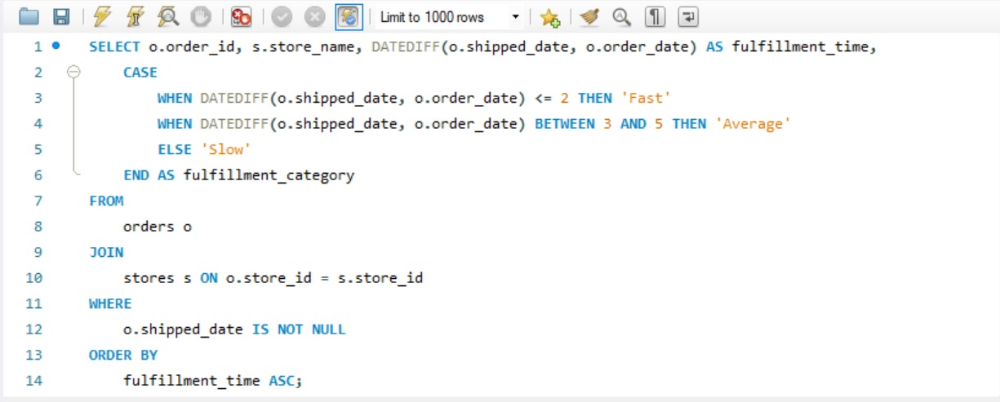 Limit to 1000 rows
1 SELECT o.order_id, s.store_name, DATEDIFF(o.shipped_date, o.order_date) AS fulfillment_time,
2 CASE
3 WHEN DATEDIFF(o.shipped_date, o.order_date) <= 2 THEN 'Fast'
4 WHEN DATEDIFF(o.shipped_date, o.order_date) BETWEEN 3 AND 5 THEN 'Average'
5 ELSE 'Slow'
6 END AS fulfillment_category
7 FROM
8 orders o
9 JOIN
10 stores s ON o.store_id = s.store_id
11 WHERE
12 o.shipped_date IS NOT NULL
13 ORDER BY
14 fulfillment_time ASC;